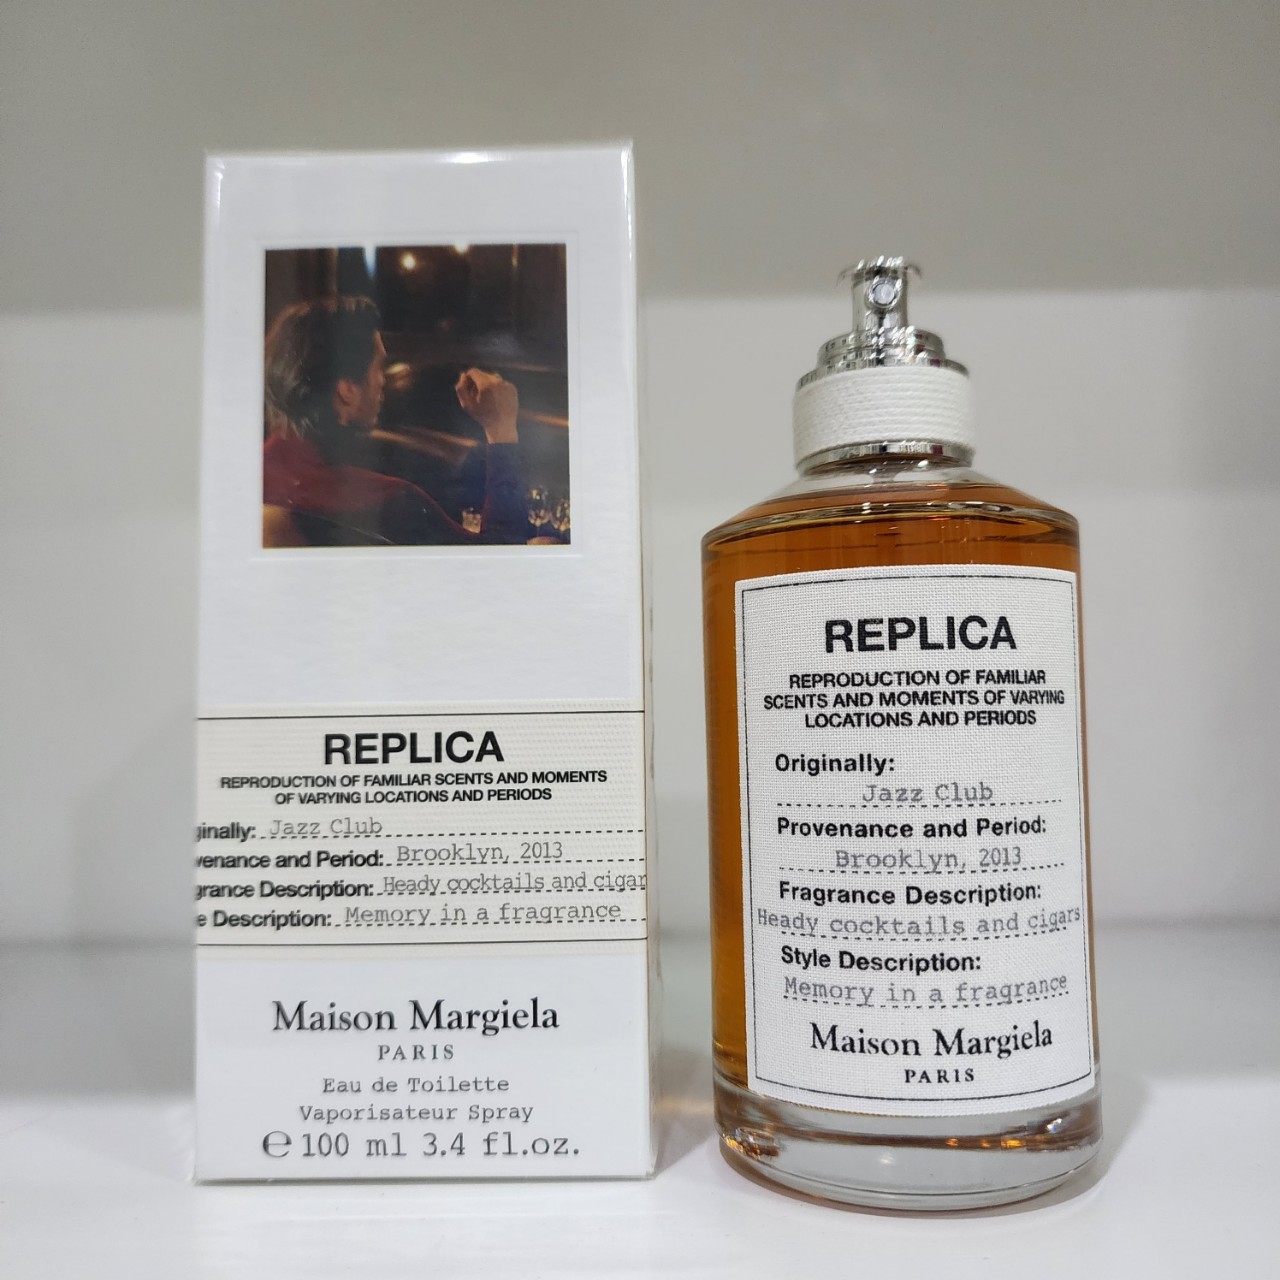 REPLICA
REPRODUCTION OF FAMILIAR SCENTS AND MOMENTS
OF VARYING LOCATIONS AND PERIODS
ginally: Jazz Club
venance and Period: Brooklyn, 2013
grance Description: Heady cocktails and cigar
e Description: Memory in a fragrance
Maison Margiela
PARIS
Eau de Toilette
Vaporisateur Spray
℮ 100 ml 3.4 fl.oz.
REPLICA
REPRODUCTION OF FAMILIAR
SCENTS AND MOMENTS OF VARYING
LOCATIONS AND PERIODS
Originally:
Jazz Club
Provenance and Period:
Brooklyn, 2013
Fragrance Description:
Heady cocktails and cigars
Style Description:
Memory in a fragrance
Maison Margiela
PARIS